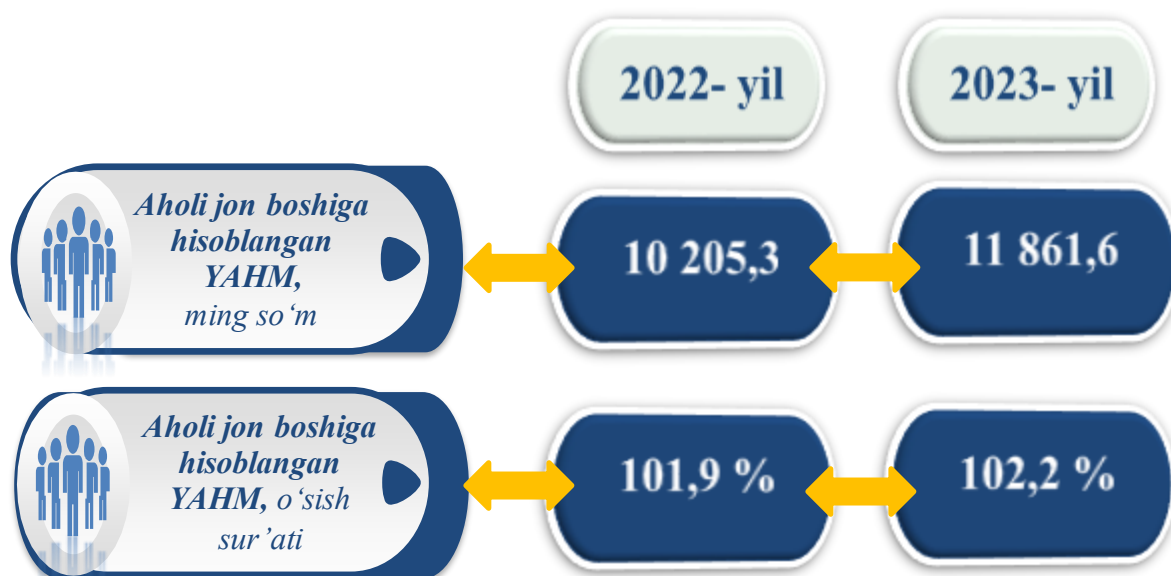 2022- yil
2023- yil
Aholi jon boshiga
hisoblangan
YAHM,
ming so‘m
10 205,3
11 861,6
Aholi jon boshiga
hisoblangan
YAHM, o‘sish
sur’ati
101,9 %
102,2 %